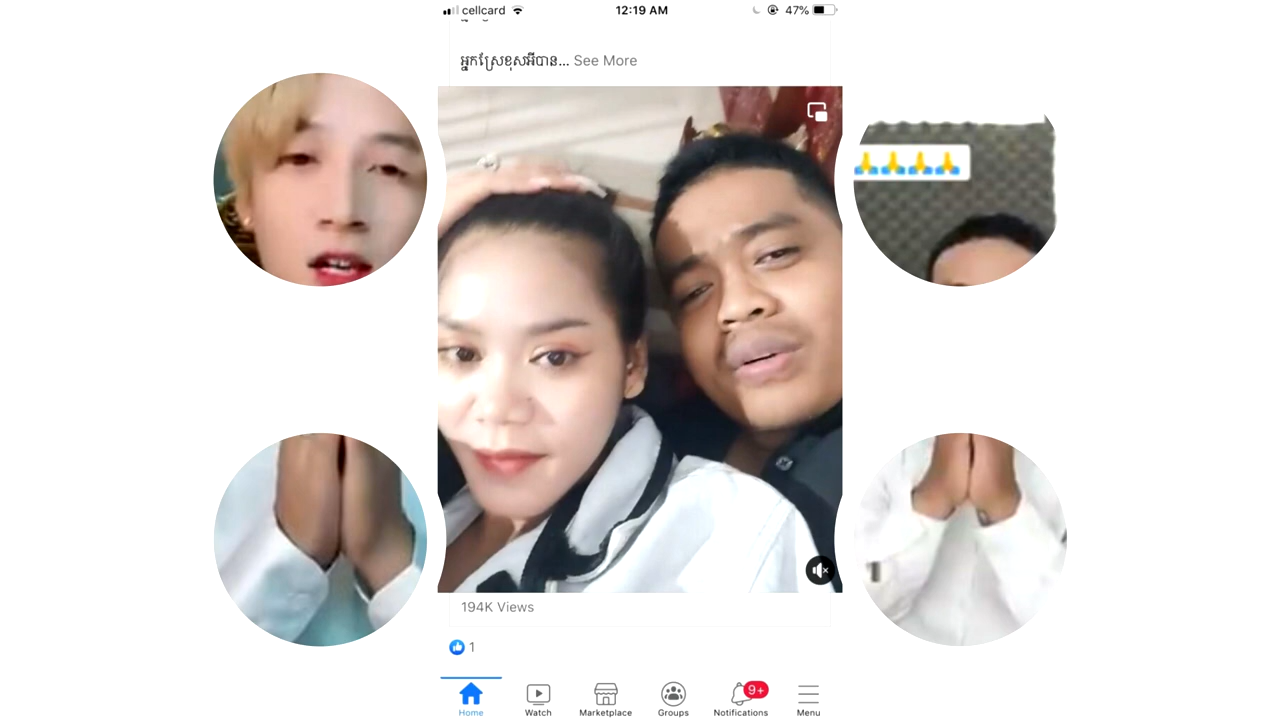 cellcard 12:19 AM 47%
អ្នកស្រែខុសអីបាន... See More
194K Views
1
Home Watch Marketplace Groups Notifications Menu
9+